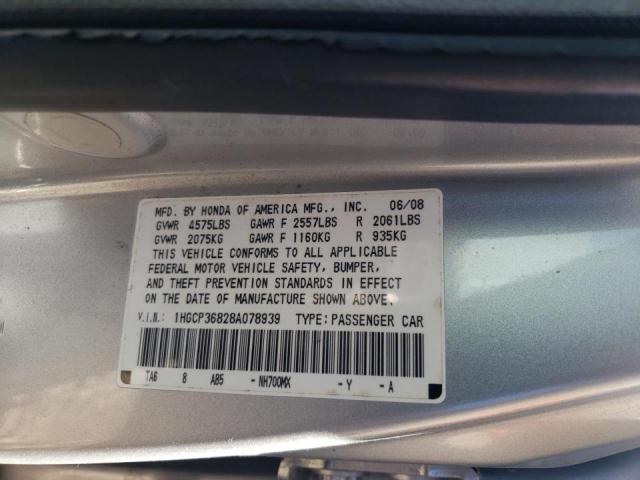 MFD. BY HONDA OF AMERICA MFG., INC. 06/08
GVWR 4575LBS GAWR F 2557LBS R 2061LBS
GVWR 2075KG GAWR F 1160KG R 935KG
THIS VEHICLE CONFORMS TO ALL APPLICABLE
FEDERAL MOTOR VEHICLE SAFETY, BUMPER,
AND THEFT PREVENTION STANDARDS IN EFFECT
ON THE DATE OF MANUFACTURE SHOWN ABOVE.
V.I.N.: 1HGCP36828A078939 TYPE: PASSENGER CAR
TA6 8 AB5 -NH700MX -Y -A